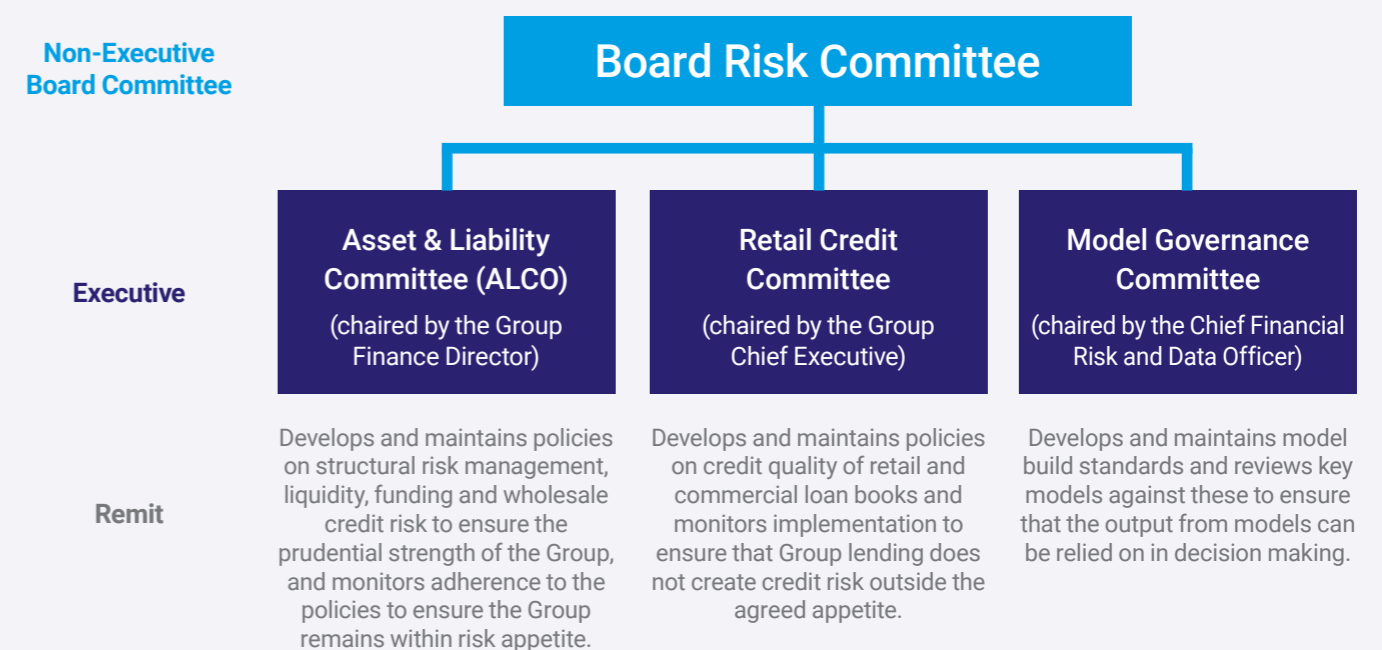 Non-Executive
Board Committee
Board Risk Committee
Executive
Asset & Liability
Committee (ALCO)
(chaired by the Group
Finance Director)
Retail Credit
Committee
(chaired by the Group
Chief Executive)
Model Governance
Committee
(chaired by the Chief Financial
Risk and Data Officer)
Remit
Develops and maintains policies
on structural risk management,
liquidity, funding and wholesale
credit risk to ensure the
prudential strength of the Group,
and monitors adherence to the
policies to ensure the Group
remains within risk appetite.
Develops and maintains policies
on credit quality of retail and
commercial loan books and
monitors implementation to
ensure that Group lending does
not create credit risk outside the
agreed appetite.
Develops and maintains model
build standards and reviews key
models against these to ensure
that the output from models can
be relied on in decision making.